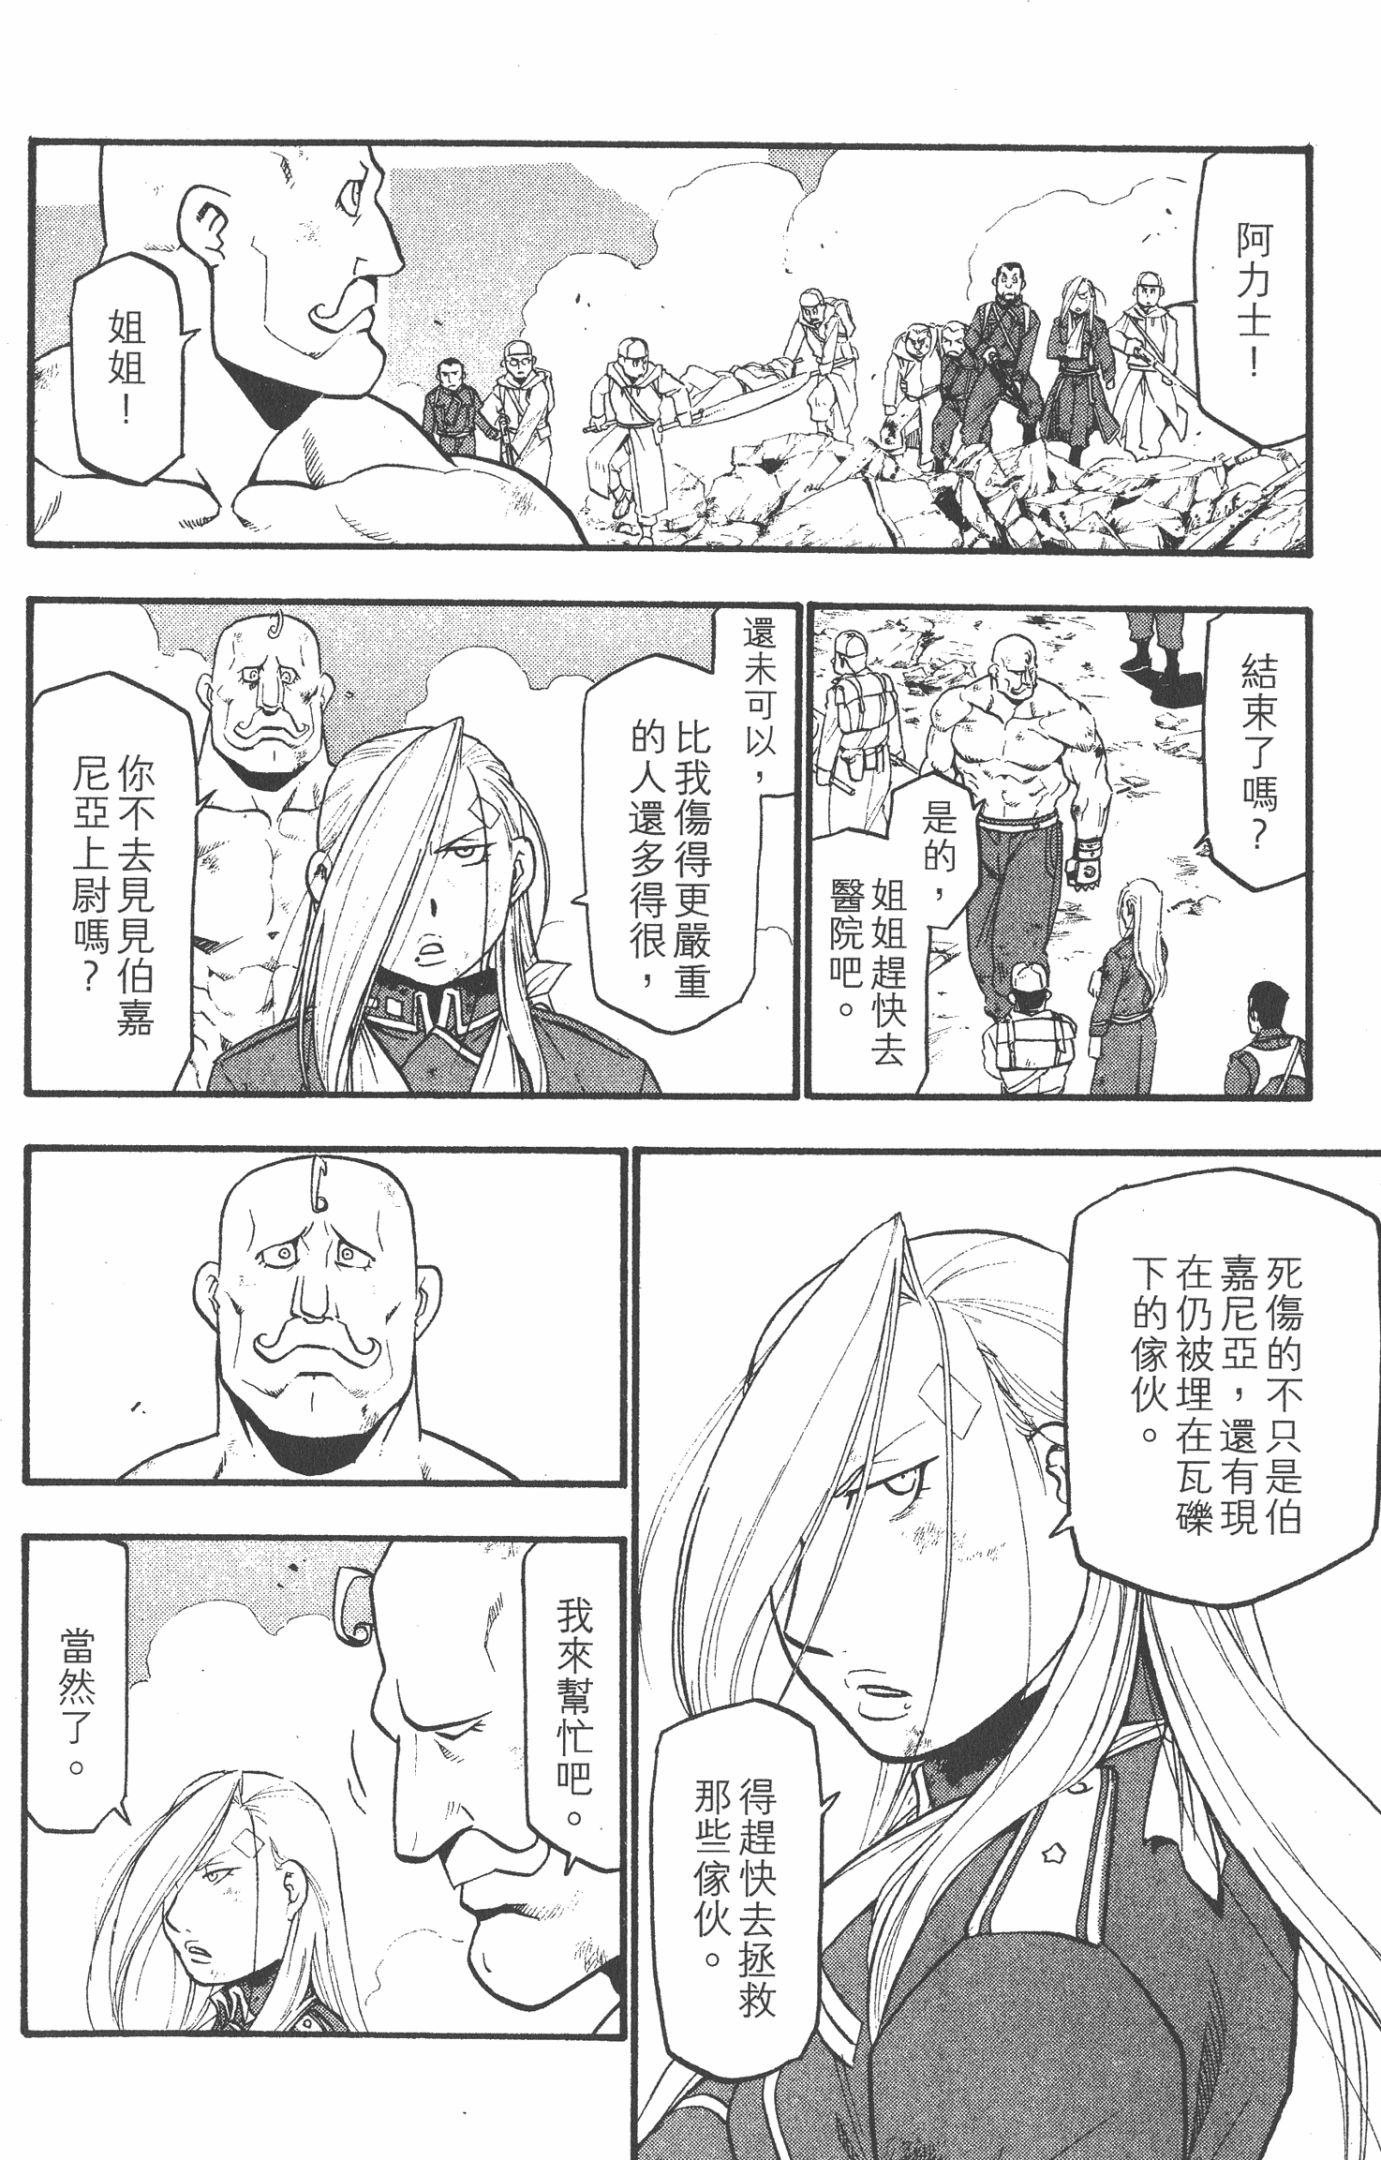 阿力士！
姐姐！
結束了嗎？
是的，
姐姐趕快去
醫院吧。
還未可以，
比我傷得更嚴重
的人還多得很，
你不去見見伯嘉
尼亞上尉嗎？
死傷的不只是伯
嘉尼亞，還有現
在仍被埋在瓦礫
下的傢伙。
得趕快去拯救
那些傢伙。
我來幫忙吧。
當然了。